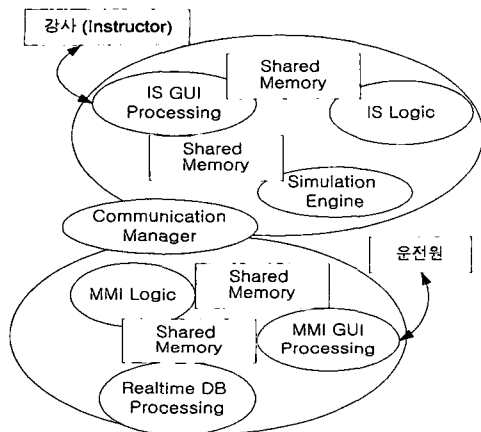 강사 (Instructor)
Shared
Memory
IS GUI
Processing
IS Logic
Shared
Memory
Simulation
Engine
Communication
Manager
운전원
MMI Logic
Shared
Memory
Shared
Memory
MMI GUI
Processing
Realtime DB
Processing